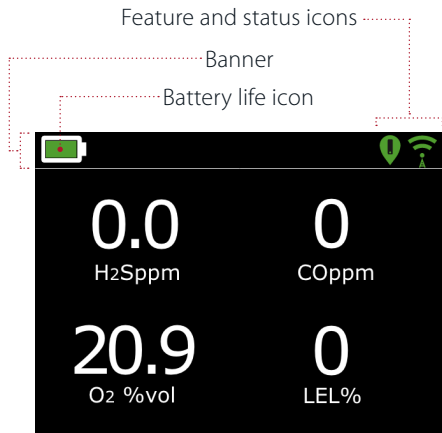 Feature and status icons
Banner
Battery life icon
0.0 0
H2Sppm COppm
20.9 0
O2 %vol LEL%